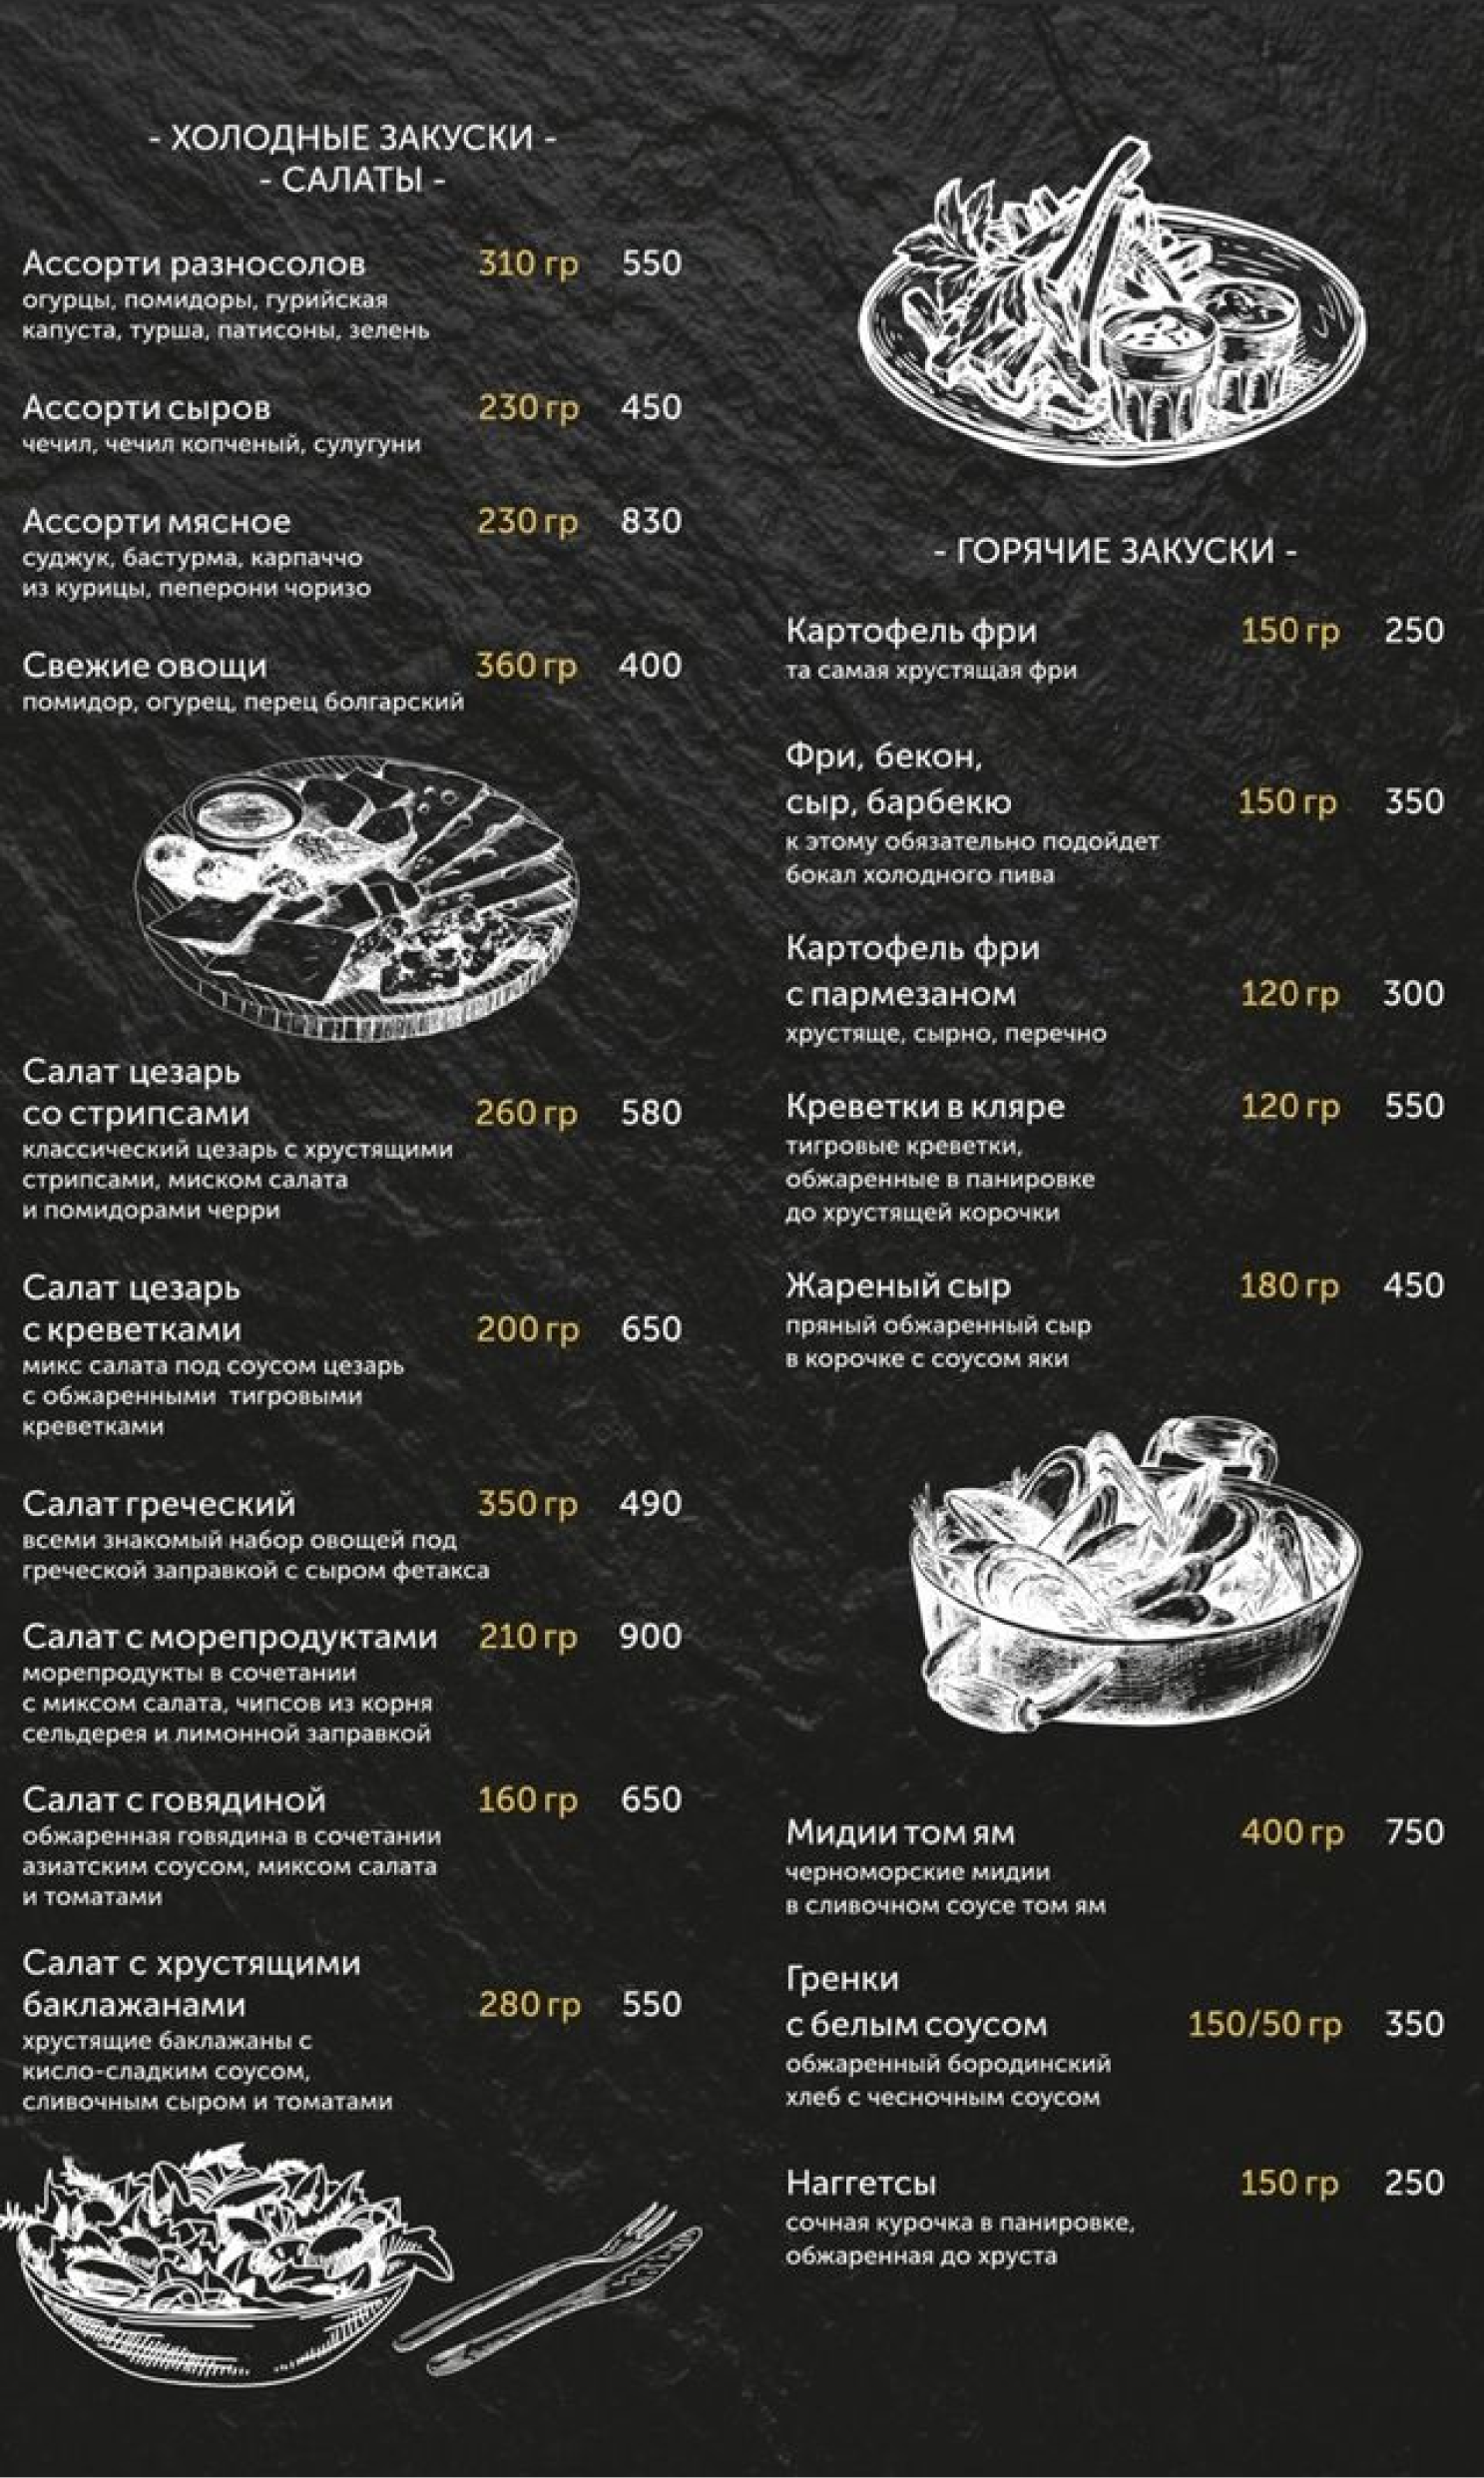 - ХОЛОДНЫЕ ЗАКУСКИ -
- САЛАТЫ -
Ассорти разносолов 310 гр 550
огурцы, помидоры, гурийская
капуста, турша, патисоны, зелень
Ассорти сыров 230 гр 450
чечил, чечил копченый, сулугуни
Ассорти мясное 230 гр 830
суджук, бастурма, карпаччо
из курицы, пеперони чоризо
Свежие овощи 360 гр 400
помидор, огурец, перец болгарский
Салат цезарь
со стрипсами 260 гр 580
классический цезарь с хрустящими
стрипсами, миском салата
и помидорами черри
Салат цезарь
с креветками 200 гр 650
микс салата под соусом цезарь
с обжаренными тигровыми
креветками
Салат греческий 350 гр 490
всеми знакомый набор овощей под
греческой заправкой с сыром фетакса
Салат с морепродуктами 210 гр 900
морепродукты в сочетании
с миксом салата, чипсов из корня
сельдерея и лимонной заправкой
Салат с говядиной 160 гр 650
обжаренная говядина в сочетании
азиатским соусом, миксом салата
и томатами
Салат с хрустящими
баклажанами 280 гр 550
хрустящие баклажаны с
кисло-сладким соусом,
сливочным сыром и томатами
- ГОРЯЧИЕ ЗАКУСКИ -
Картофель фри 150 гр 250
та самая хрустящая фри
Фри, бекон,
сыр, барбекю 150 гр 350
к этому обязательно подойдет
бокал холодного пива
Картофель фри
с пармезаном 120 гр 300
хрустяще, сырно, перечно
Креветки в кляре 120 гр 550
тигровые креветки,
обжаренные в панировке
до хрустящей корочки
Жареный сыр 180 гр 450
пряный обжаренный сыр
в корочке с соусом яки
Мидии том ям 400 гр 750
черноморские мидии
в сливочном соусе том ям
Гренки
с белым соусом 150/50 гр 350
обжаренный бородинский
хлеб с чесночным соусом
Наггетсы 150 гр 250
сочная курочка в панировке,
обжаренная до хруста